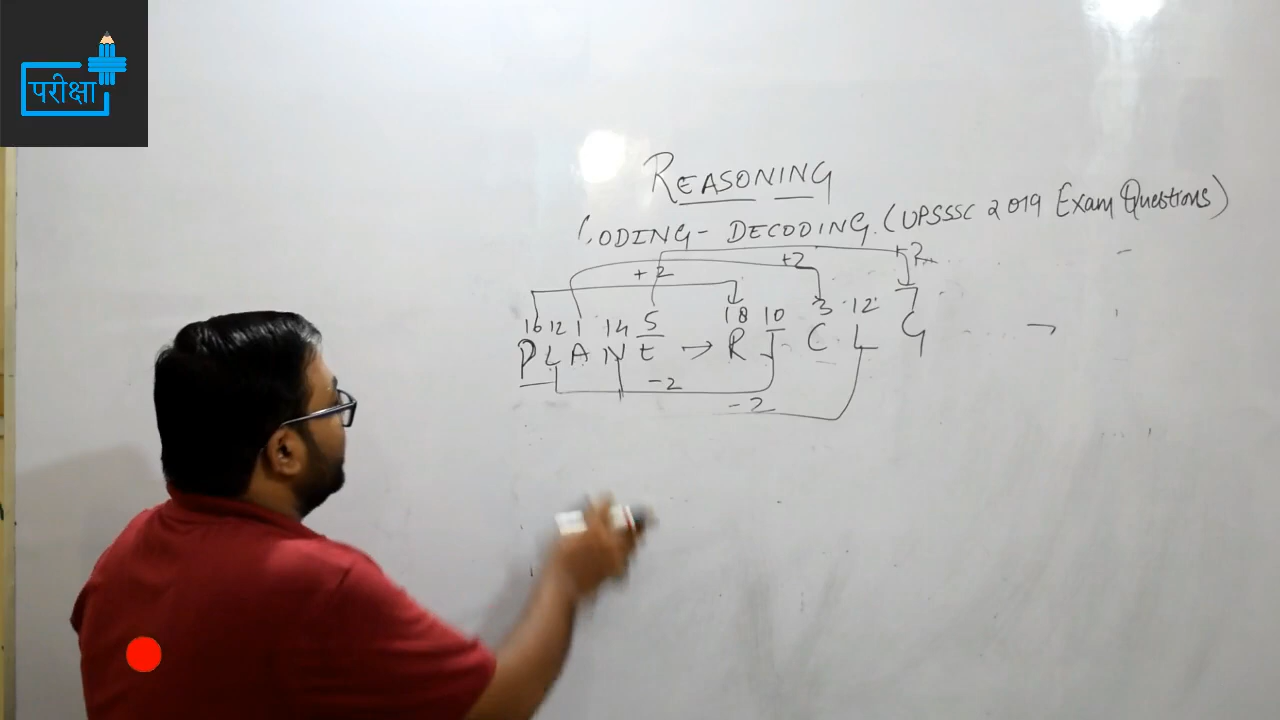 परीक्षा
REASONING
CODING - DECODING. (UPSSSC 2019 Exam Questions)
+2 +2 +2
16 12 1 14 5 18 10 3 12 7
P L A N E → R J C L G →
-2
-2